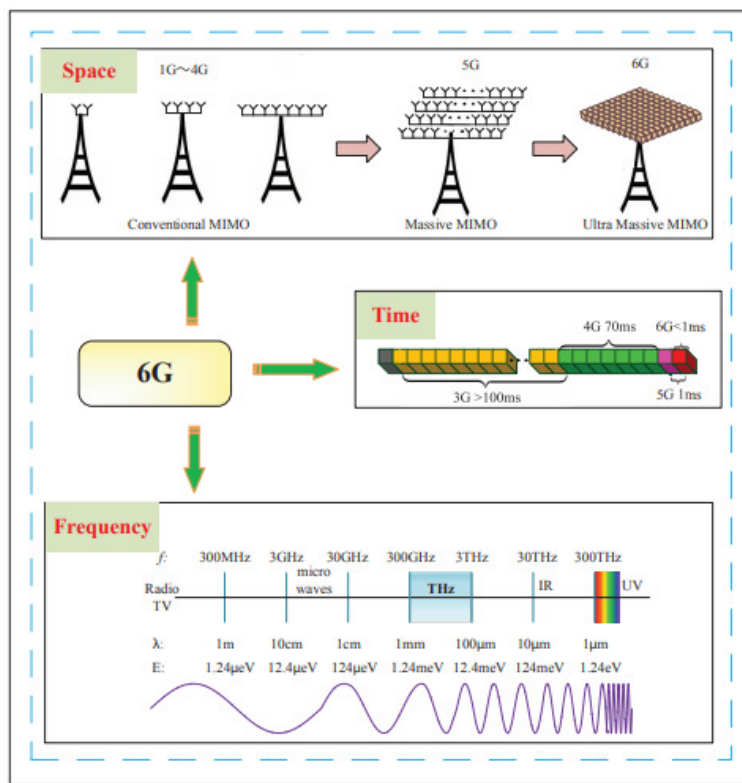 Space
1G～4G
5G
6G
Conventional MIMO
Massive MIMO
Ultra Massive MIMO
6G
Time
4G 70ms
6G<1ms
3G >100ms
5G 1ms
Frequency
f: 300MHz 3GHz 30GHz 300GHz 3THz 30THz 300THz
Radio
TV
micro
waves
THz
IR
UV
λ: 1m 10cm 1cm 1mm 100μm 10μm 1μm
E: 1.24μeV 12.4μeV 124μeV 1.24meV 12.4meV 124meV 1.24eV